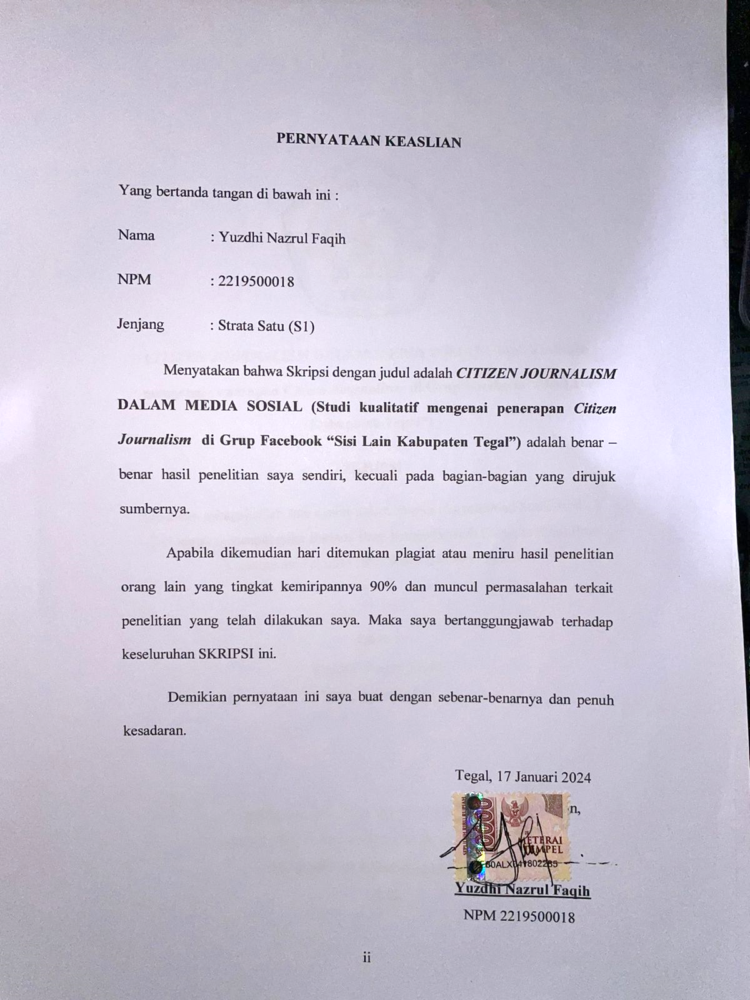 PERNYATAAN KEASLIAN
Yang bertanda tangan di bawah ini :
Nama : Yuzdhi Nazrul Faqih
NPM : 2219500018
Jenjang : Strata Satu (S1)
Menyatakan bahwa Skripsi dengan judul adalah CITIZEN JOURNALISM
DALAM MEDIA SOSIAL (Studi kualitatif mengenai penerapan Citizen
Journalism di Grup Facebook “Sisi Lain Kabupaten Tegal”) adalah benar –
benar hasil penelitian saya sendiri, kecuali pada bagian-bagian yang dirujuk
sumbernya.
Apabila dikemudian hari ditemukan plagiat atau meniru hasil penelitian
orang lain yang tingkat kemiripannya 90% dan muncul permasalahan terkait
penelitian yang telah dilakukan saya. Maka saya bertanggungjawab terhadap
keseluruhan SKRIPSI ini.
Demikian pernyataan ini saya buat dengan sebenar-benarnya dan penuh
kesadaran.
Tegal, 17 Januari 2024
n,
Yuzdhi Nazrul Faqih
NPM 2219500018
ii